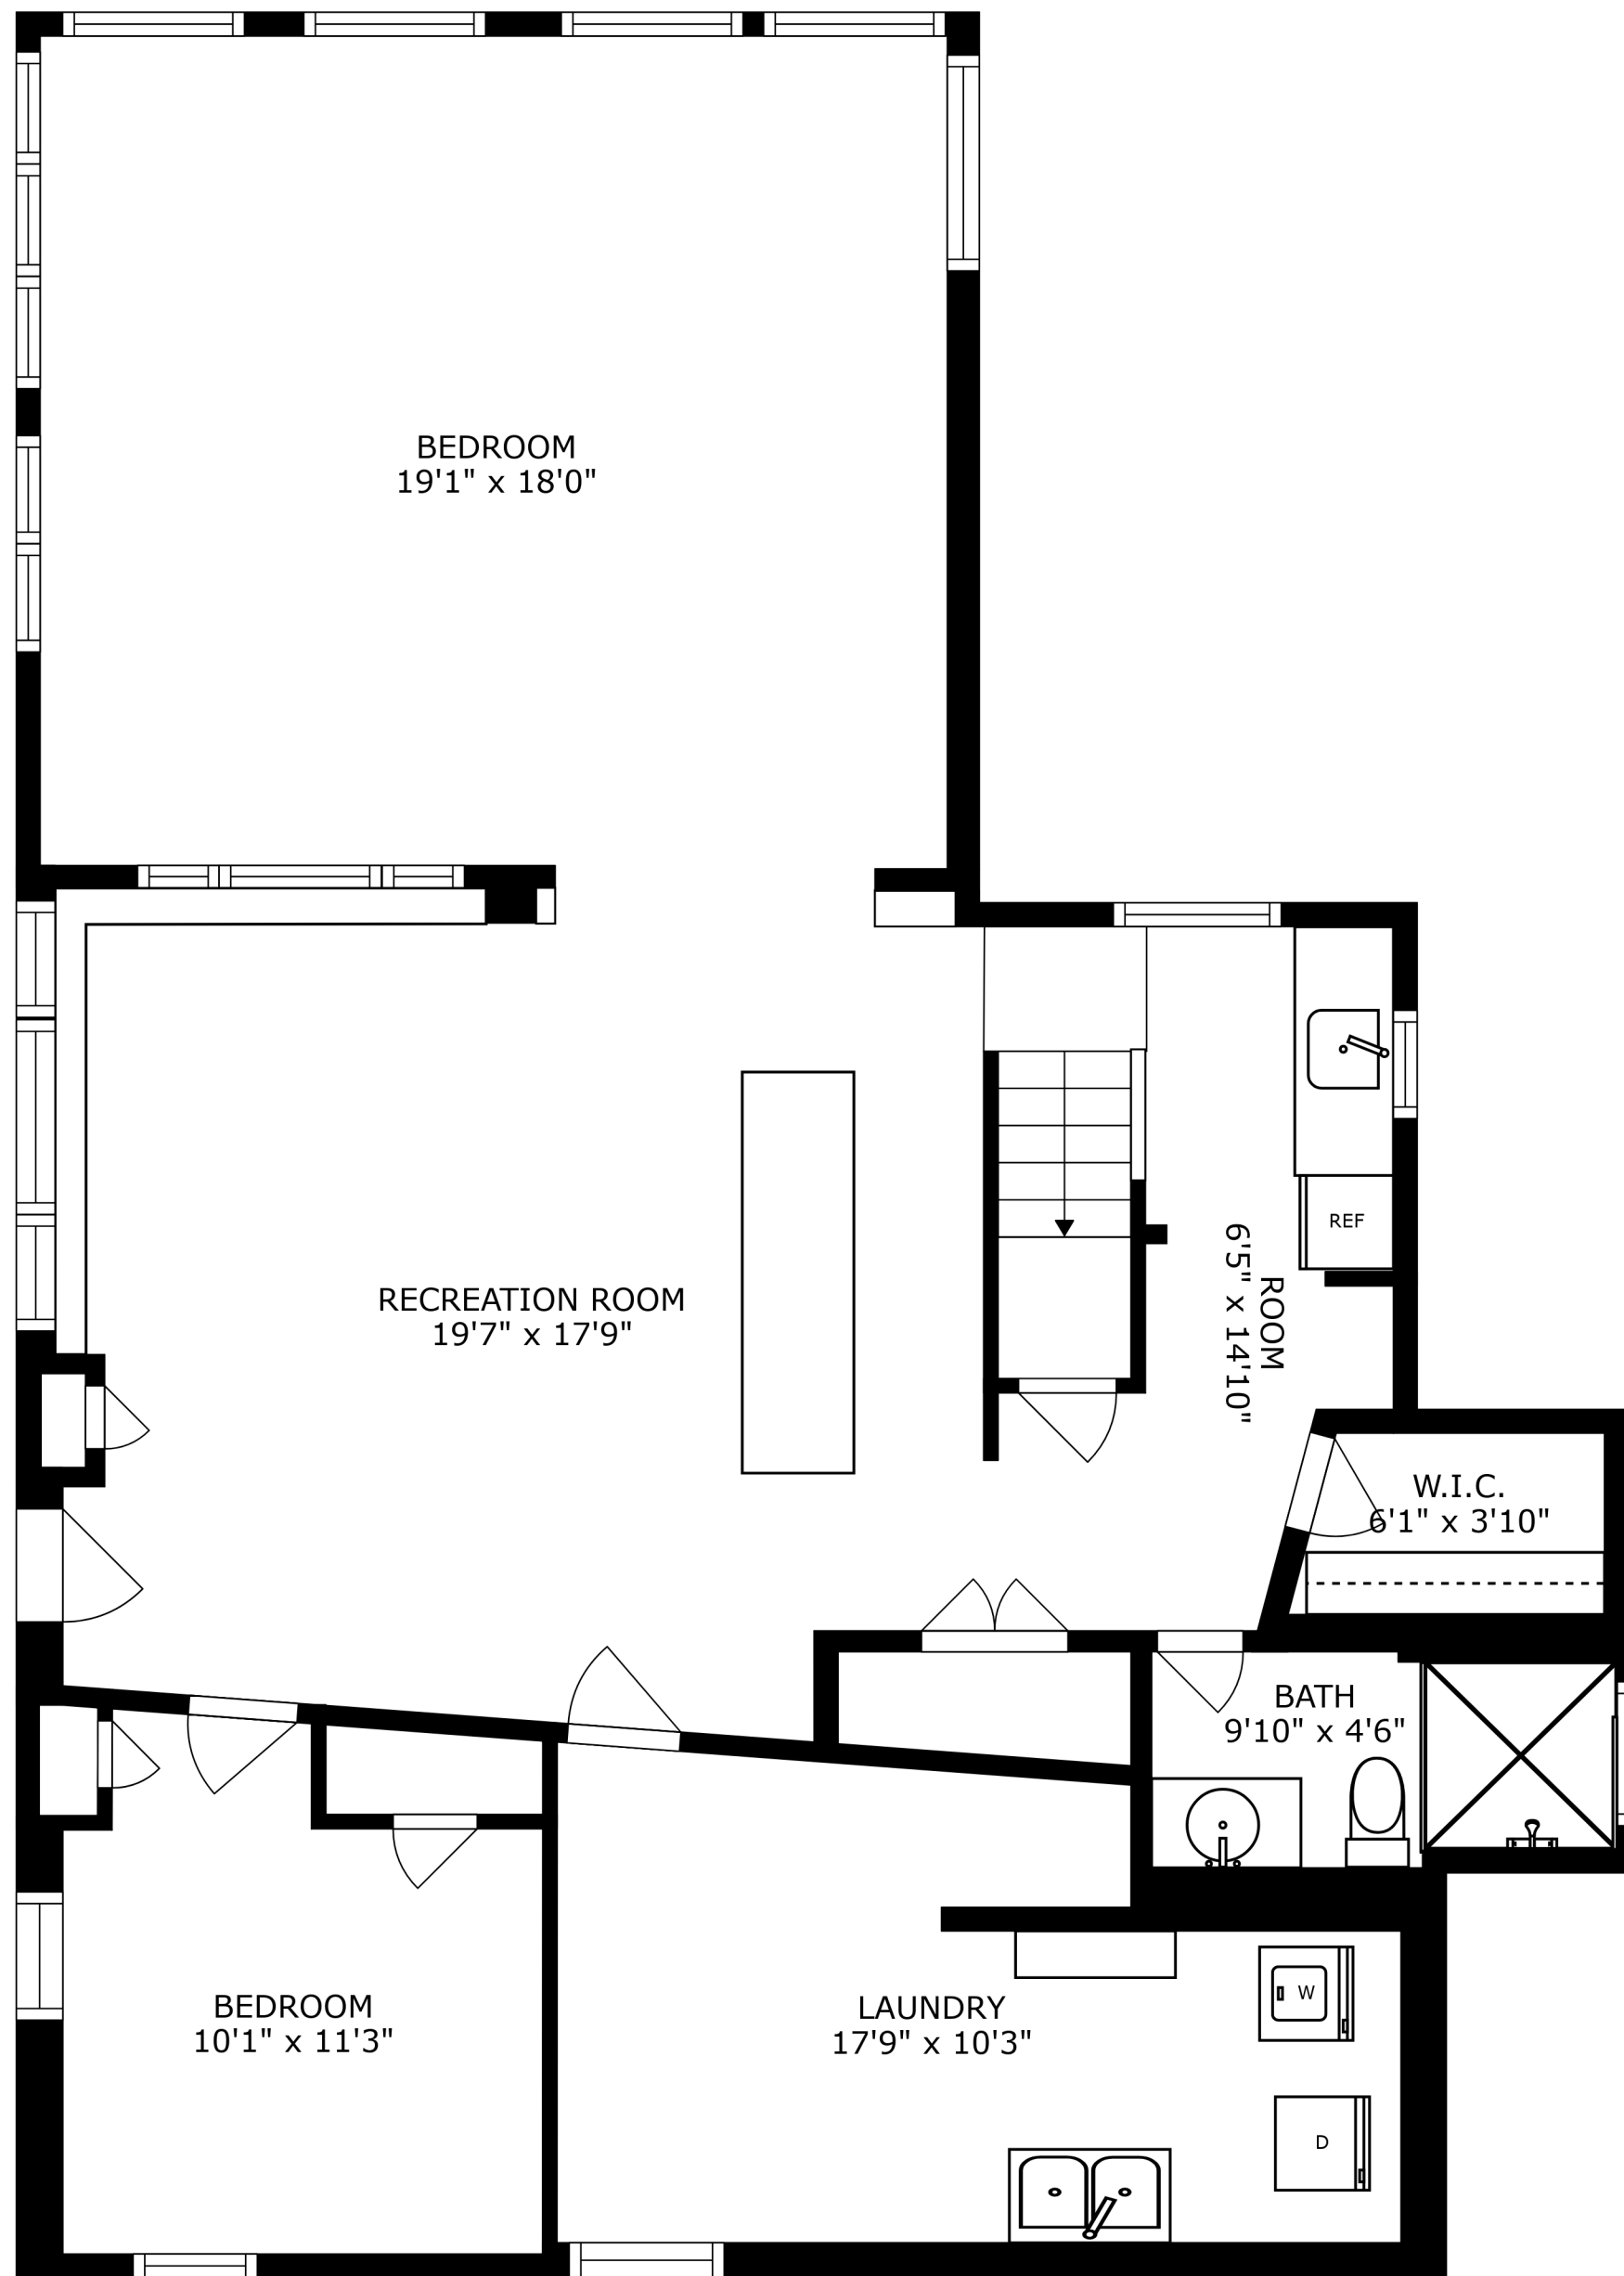 BEDROOM
19'1" x 18'0"
REF
RECREATION ROOM
19'7" x 17'9"
ROOM
6'5" x 14'10"
W.I.C.
6'1" x 3'10"
BATH
9'10" x 4'6"
BEDROOM
10'1" x 11'3"
LAUNDRY
17'9" x 10'3"
W
D